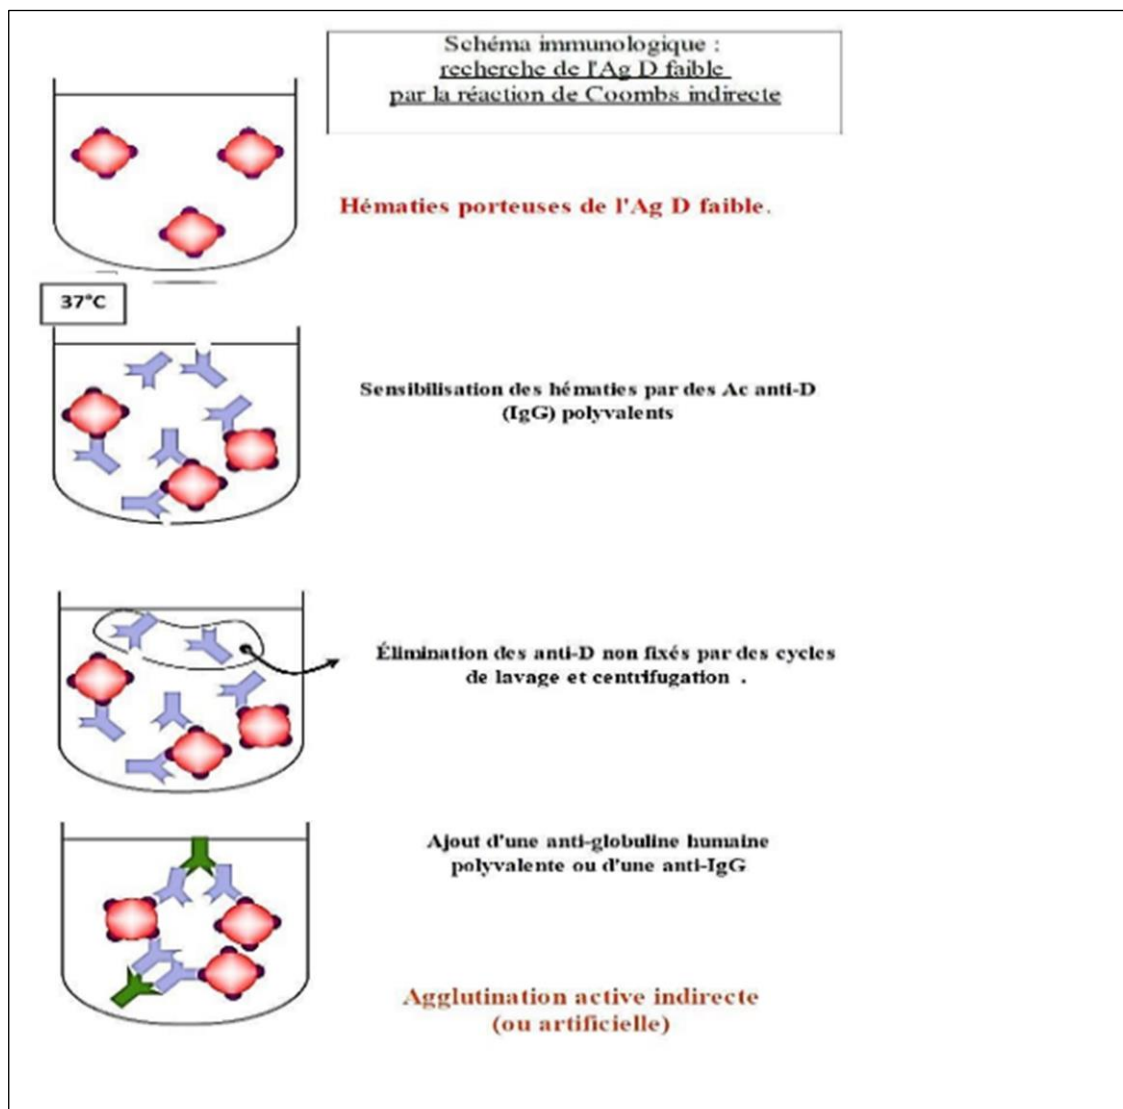 Schéma immunologique :
recherche de l'Ag D faible
par la réaction de Coombs indirecte
Hématies porteuses de l'Ag D faible.
37°C
Sensibilisation des hématies par des Ac anti-D
(IgG) polyvalents
Élimination des anti-D non fixés par des cycles
de lavage et centrifugation .
Ajout d'une anti-globuline humaine
polyvalente ou d'une anti-IgG
Agglutination active indirecte
(ou artificielle)